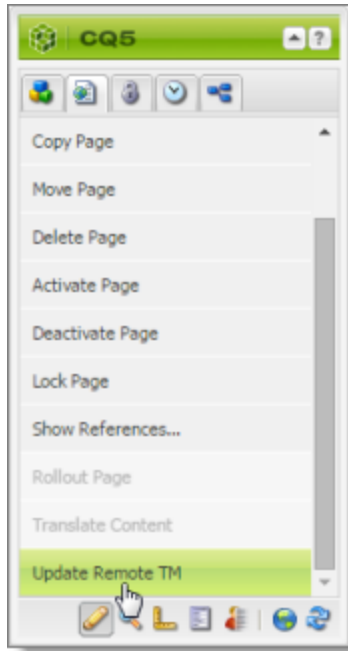 CQ5
?
Copy Page
Move Page
Delete Page
Activate Page
Deactivate Page
Lock Page
Show References...
Rollout Page
Translate Content
Update Remote TM